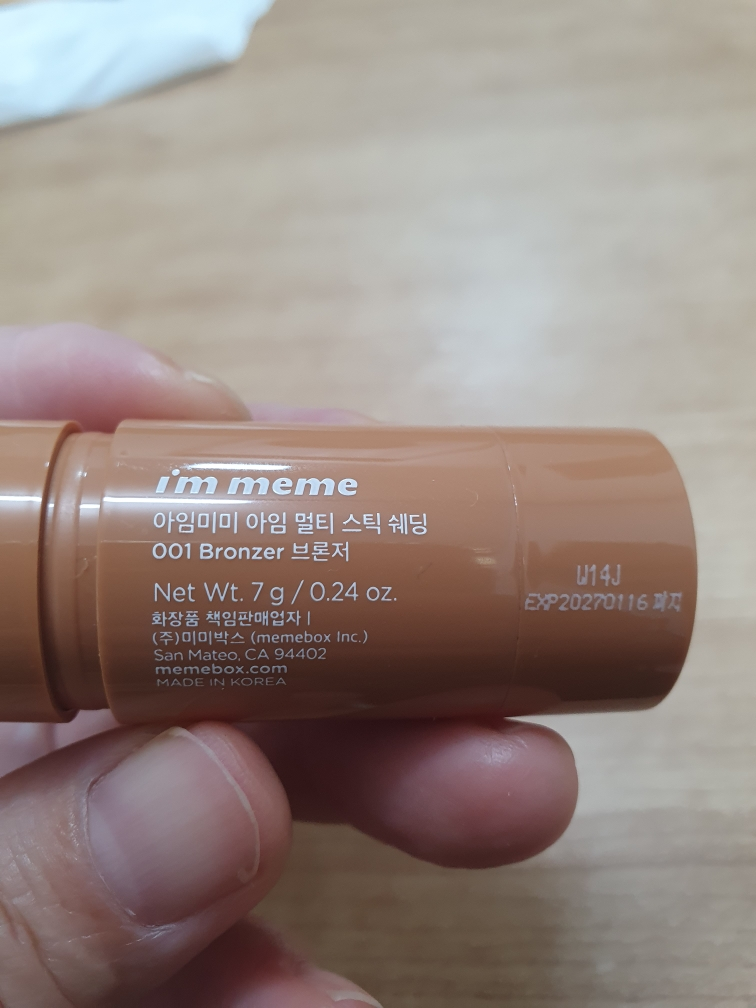 i'm meme
아임미미 아임 멀티 스틱 쉐딩
001 Bronzer 브론저
Net Wt. 7 g / 0.24 oz.
화장품 책임판매업자 |
(주)미미박스 (memebox Inc.)
San Mateo, CA 94402
memebox.com
MADE IN KOREA
W14J
EXP20270116 까지